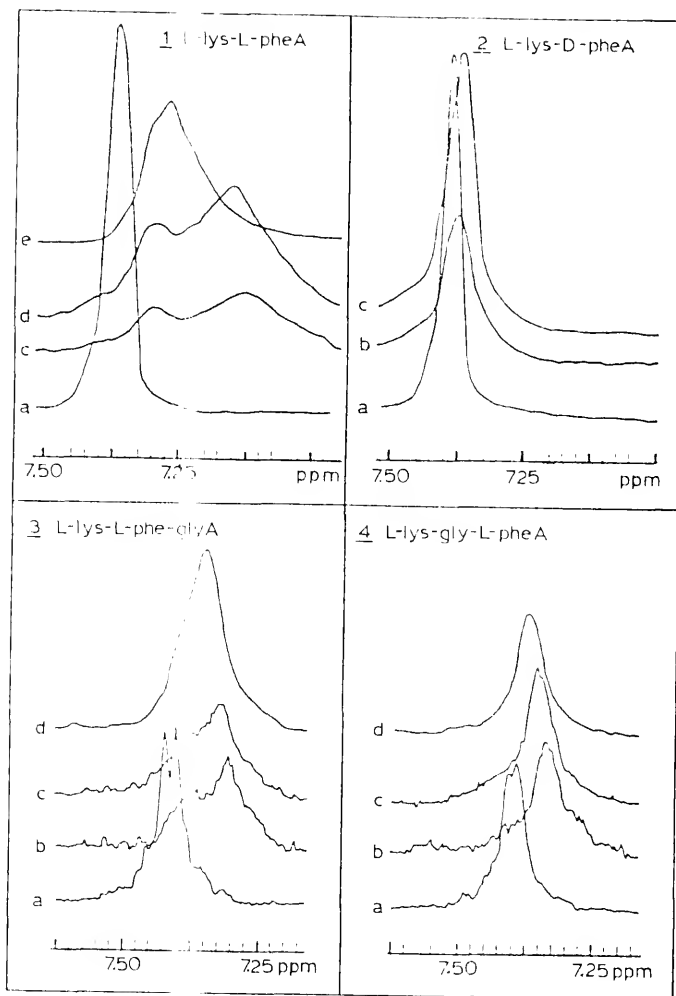 1 L-lys-L-pheA
e
d
c
a
7.50 7.25 ppm
2 L-lys-D-pheA
c
b
a
7.50 7.25 ppm
3 L-lys-L-phe-glyA
d
c
b
a
7.50 7.25 ppm
4 L-lys-gly-L-pheA
d
c
b
a
7.50 7.25 ppm